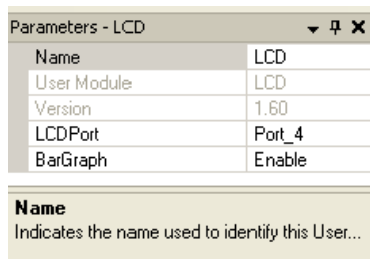 Parameters - LCD
Name LCD
User Module LCD
Version 1.60
LCDPort Port_4
BarGraph Enable
Name
Indicates the name used to identify this User...